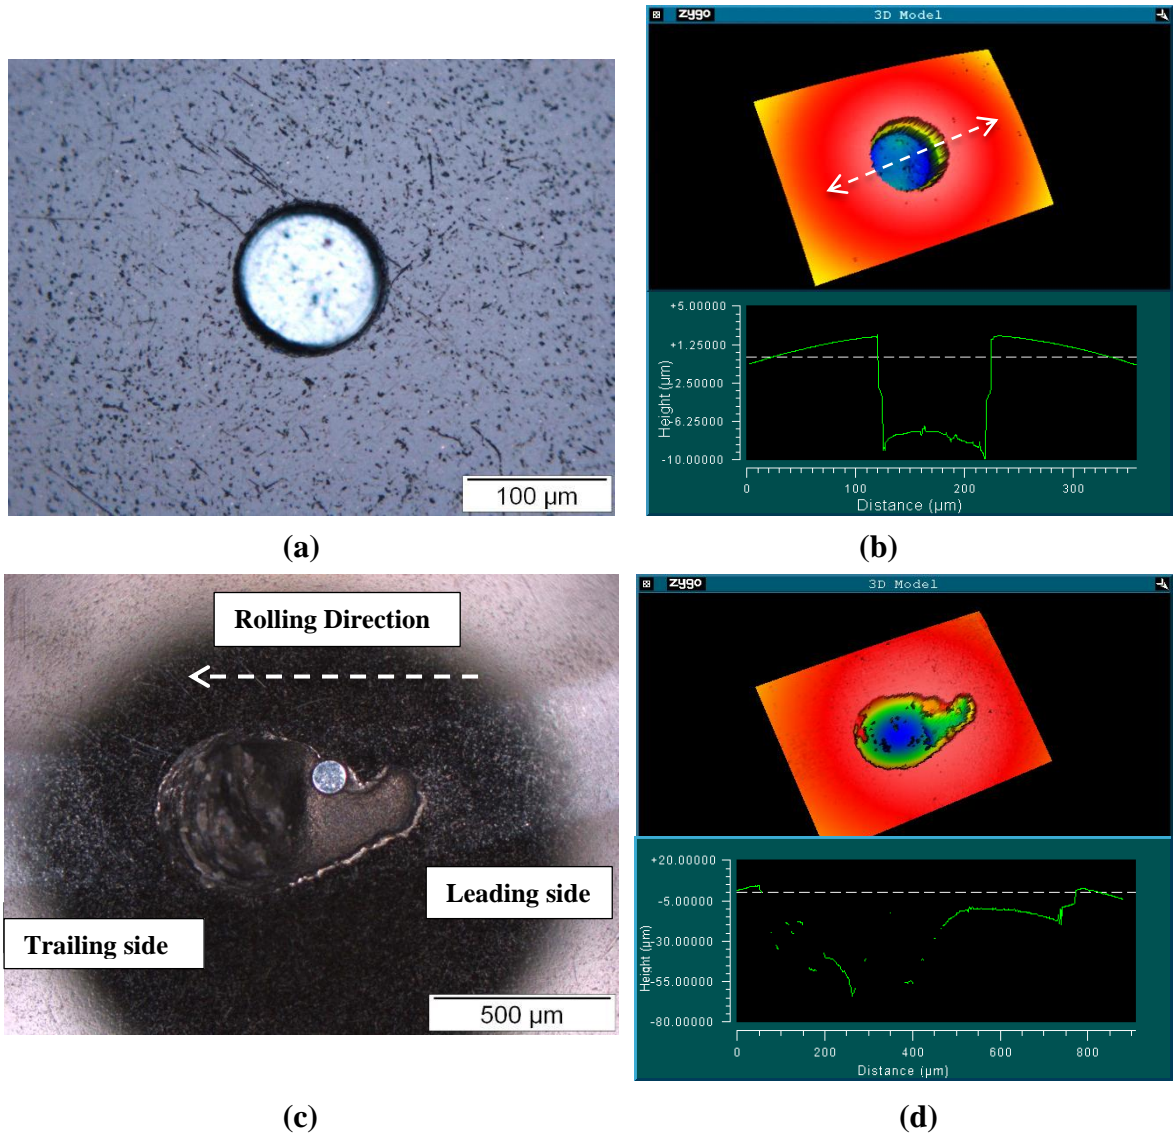 zygo
3D Model
100 µm
+5.00000
+1.25000
-2.50000
-6.25000
-10.00000
Height (µm)
0
100
200
300
Distance (µm)
(a)
(b)
Rolling Direction
Leading side
Trailing side
500 µm
zygo
3D Model
+20.00000
-5.00000
-30.00000
-55.00000
-80.00000
Height (µm)
0
200
400
600
800
Distance (µm)
(c)
(d)